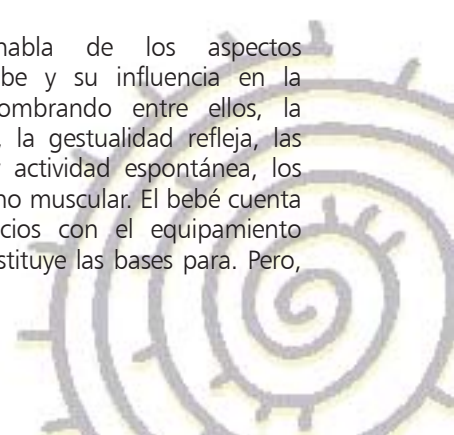 habla de los aspectos
be y su influencia en la
ombrando entre ellos, la
, la gestualidad refleja, las
actividad espontánea, los
no muscular. El bebé cuenta
cios con el equipamiento
stituye las bases para. Pero,